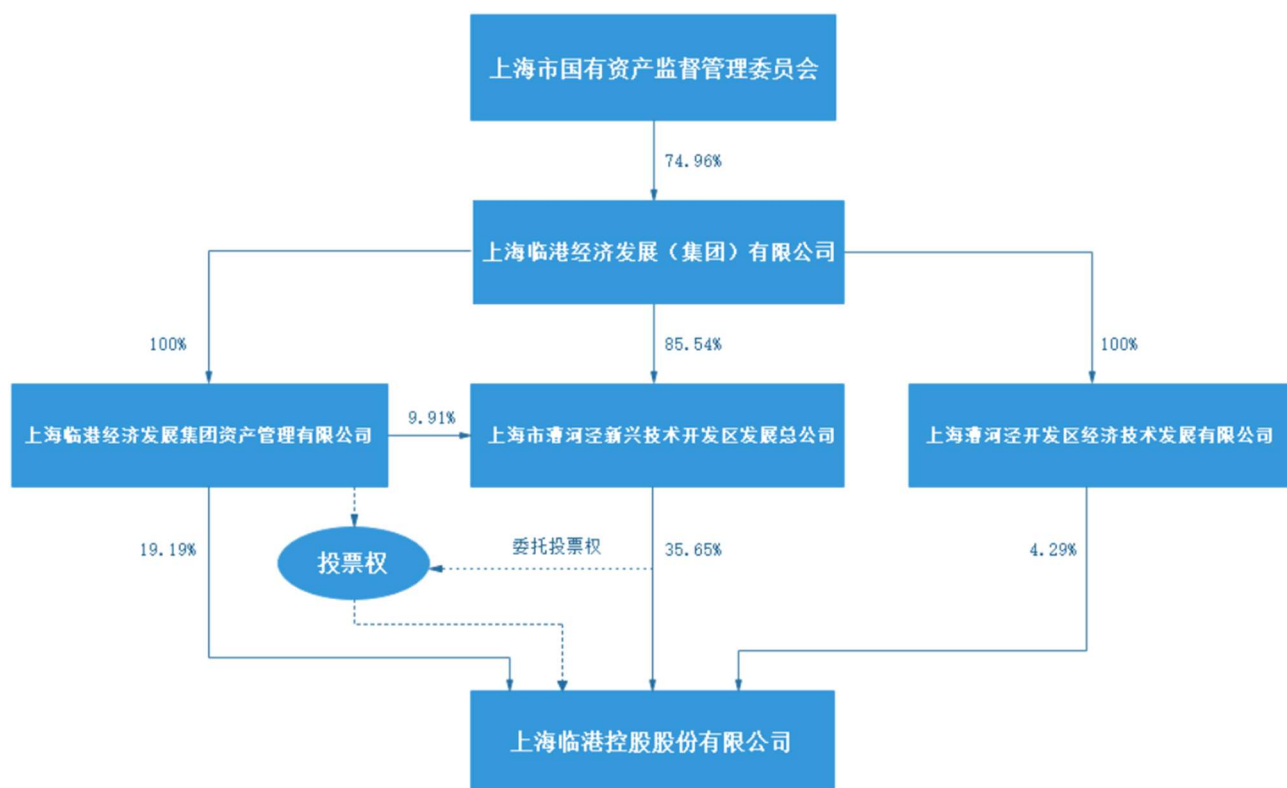 上海市国有资产监督管理委员会
74.96%
上海临港经济发展（集团）有限公司
100%
85.54%
100%
上海临港经济发展集团资产管理有限公司
9.91%
上海市漕河泾新兴技术开发区发展总公司
上海漕河泾开发区经济技术发展有限公司
19.19%
投票权
委托投票权
35.65%
4.29%
上海临港控股股份有限公司